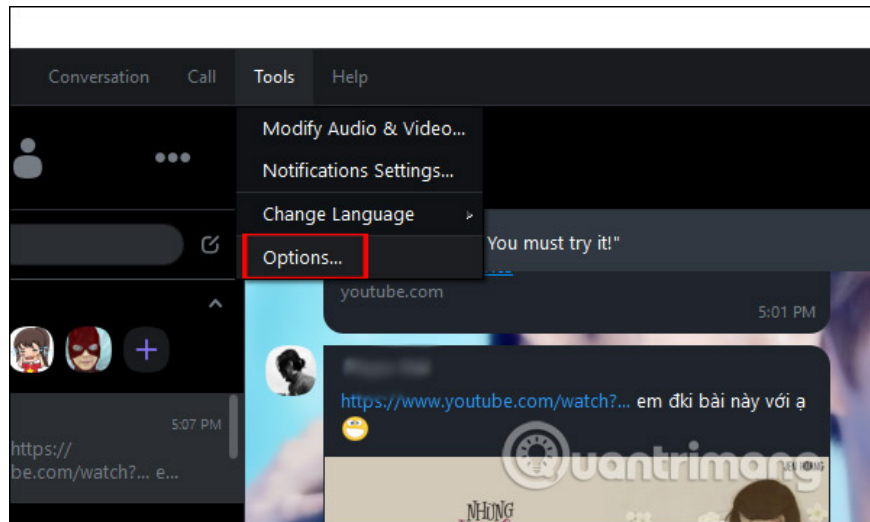 Conversation Call Tools Help
Modify Audio & Video...
Notifications Settings...
Change Language
Options...
You must try it!"
youtube.com
5:01 PM
https://www.youtube.com/watch?... em đki bài này với ạ
5:07 PM
https://
be.com/watch?... e...
Quantrimang
NHỮNG